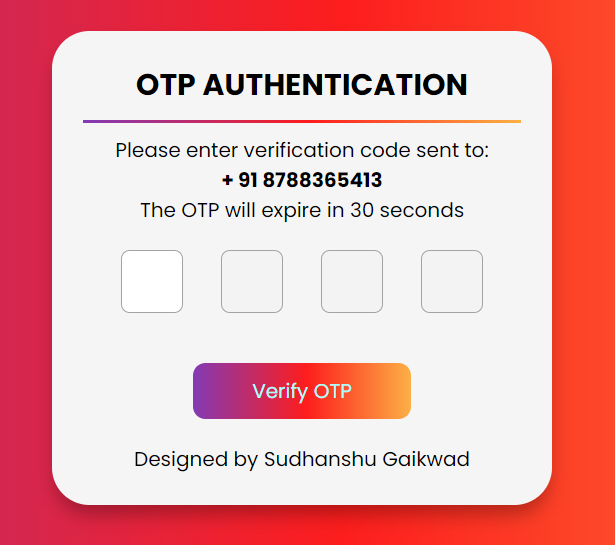 OTP AUTHENTICATION
Please enter verification code sent to:
+ 91 8788365413
The OTP will expire in 30 seconds
Verify OTP
Designed by Sudhanshu Gaikwad